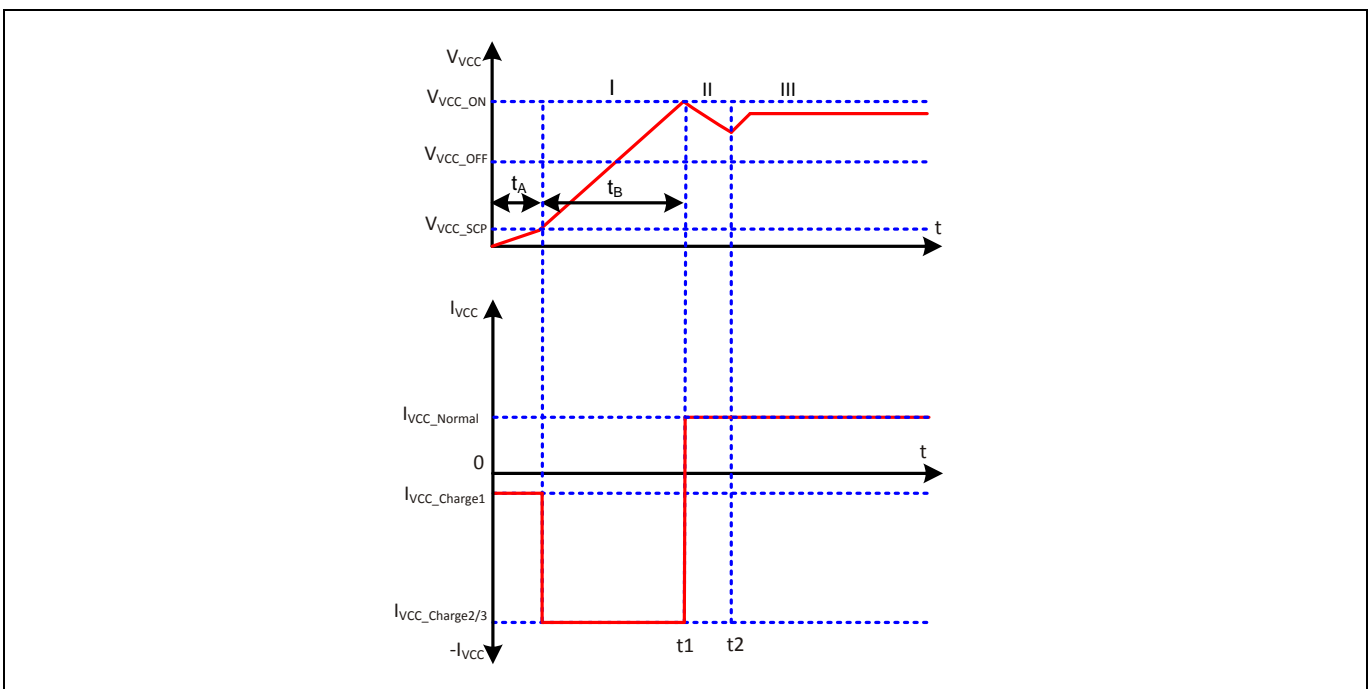 V_VCC
V_VCC_ON
I
II
III
V_VCC_OFF
t_A
t_B
V_VCC_SCP
t
I_VCC
I_VCC_Normal
0
t
I_VCC_Charge1
I_VCC_Charge2/3
-I_VCC
t1
t2